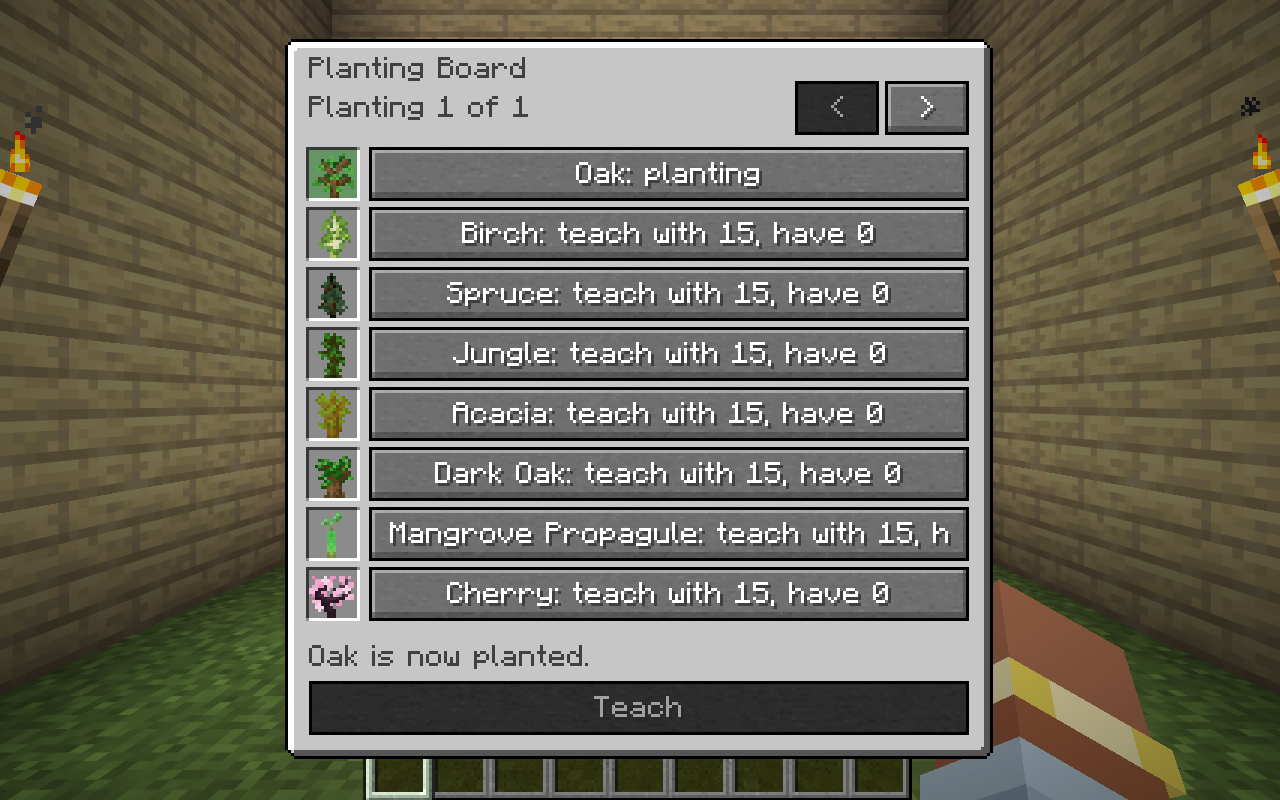 Planting Board
Planting 1 of 1
<
>
Oak: planting
Birch: teach with 15, have 0
Spruce: teach with 15, have 0
Jungle: teach with 15, have 0
Acacia: teach with 15, have 0
Dark Oak: teach with 15, have 0
Mangrove Propagule: teach with 15, h
Cherry: teach with 15, have 0
Oak is now planted.
Teach